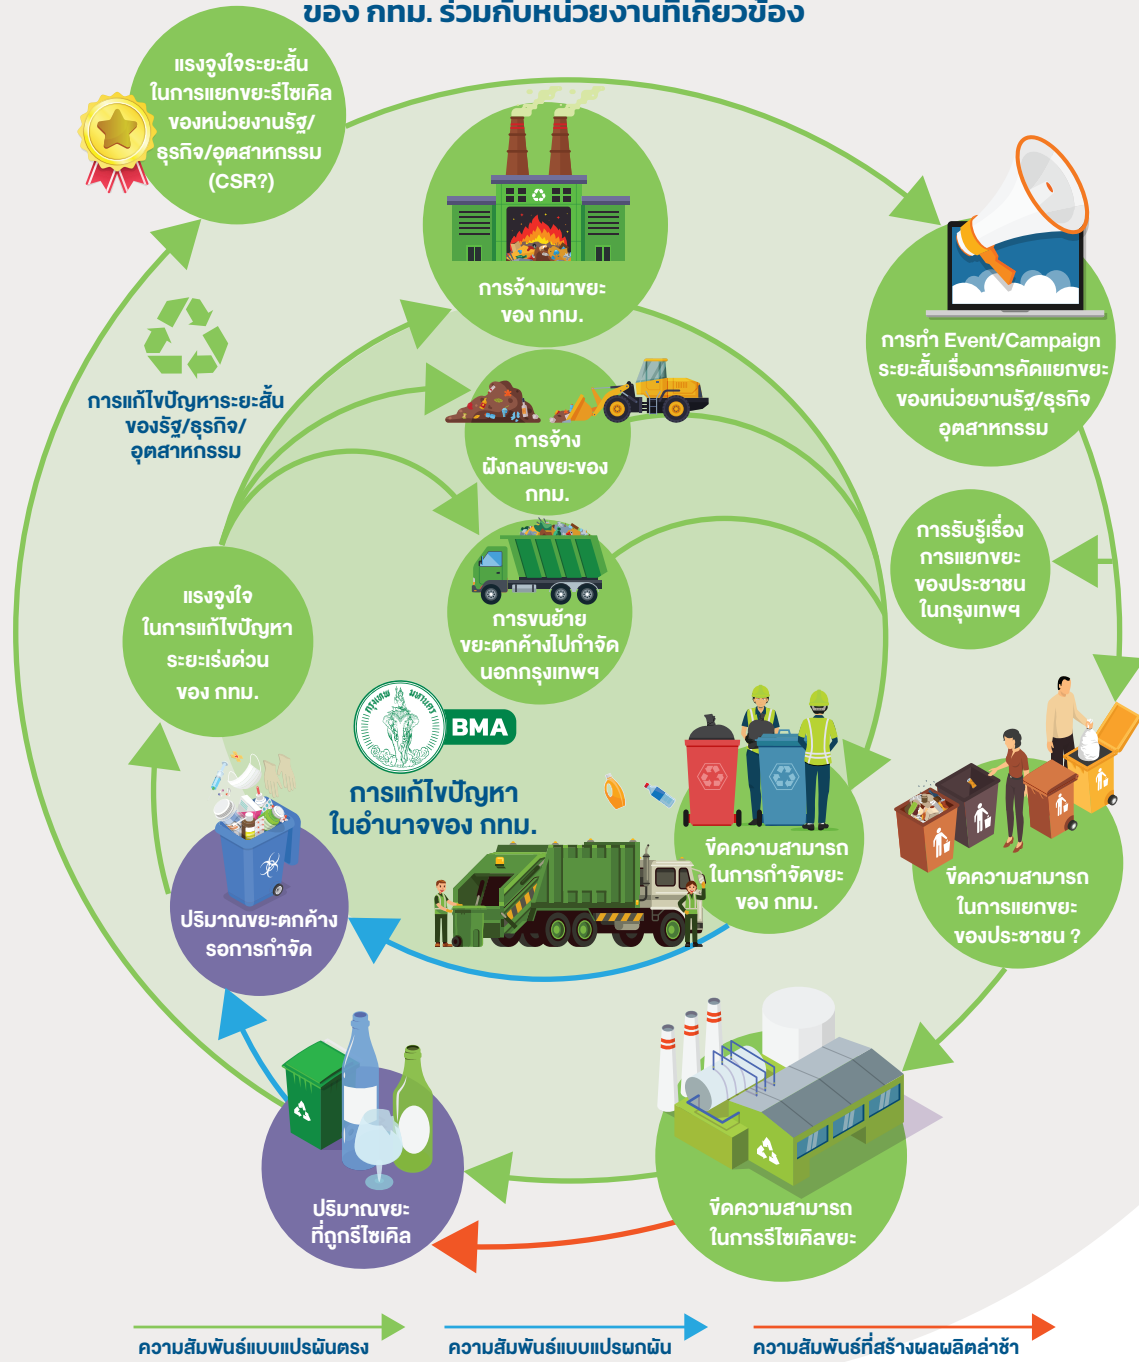 ของ กทม. ร่วมกับหน่วยงานที่เกี่ยวข้อง
แรงจูงใจระยะสั้น
ในการแยกขยะรีไซเคิล
ของหน่วยงานรัฐ/
ธุรกิจ/อุตสาหกรรม
(CSR?)
การจ้างเผาขยะ
ของ กทม.
การทำ Event/Campaign
ระยะสั้นเรื่องการคัดแยกขยะ
ของหน่วยงานรัฐ/ธุรกิจ
อุตสาหกรรม
การแก้ไขปัญหาระยะสั้น
ของรัฐ/ธุรกิจ/
อุตสาหกรรม
การจ้าง
ฝังกลบขยะของ
กทม.
การรับรู้เรื่อง
การแยกขยะ
ของประชาชน
ในกรุงเทพฯ
แรงจูงใจ
ในการแก้ไขปัญหา
ระยะเร่งด่วน
ของ กทม.
การขนย้าย
ขยะตกค้างไปกำจัด
นอกกรุงเทพฯ
กรุงเทพ มหานคร
BMA
การแก้ไขปัญหา
ในอำนาจของ กทม.
ขีดความสามารถ
ในการกำจัดขยะ
ของ กทม.
ขีดความสามารถ
ในการแยกขยะ
ของประชาชน ?
ปริมาณขยะตกค้าง
รอการกำจัด
ปริมาณขยะ
ที่ถูกรีไซเคิล
ขีดความสามารถ
ในการรีไซเคิลขยะ
ความสัมพันธ์แบบแปรผันตรง
ความสัมพันธ์แบบแปรผกผัน
ความสัมพันธ์ที่สร้างผลผลิตล่าช้า